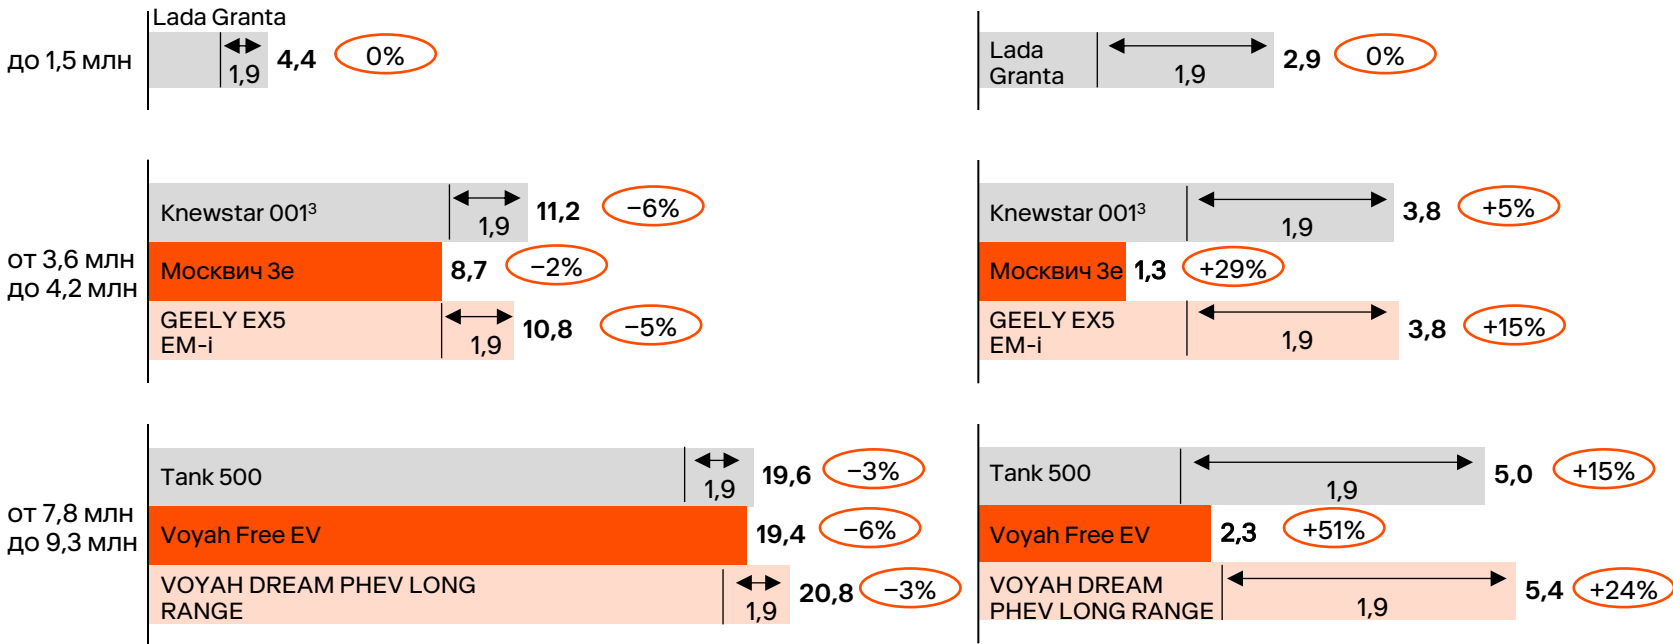 Lada Granta
до 1,5 млн
1,9
4,4
0%
Lada
Granta
1,9
2,9
0%
от 3,6 млн
до 4,2 млн
Knewstar 001³
1,9
11,2
−6%
Москвич 3е
8,7
−2%
GEELY EX5
EM-i
1,9
10,8
−5%
Knewstar 001³
1,9
3,8
+5%
Москвич 3е
1,3
+29%
GEELY EX5
EM-i
1,9
3,8
+15%
от 7,8 млн
до 9,3 млн
Tank 500
1,9
19,6
−3%
Voyah Free EV
19,4
−6%
VOYAH DREAM PHEV LONG
RANGE
1,9
20,8
−3%
Tank 500
1,9
5,0
+15%
Voyah Free EV
2,3
+51%
VOYAH DREAM
PHEV LONG RANGE
1,9
5,4
+24%